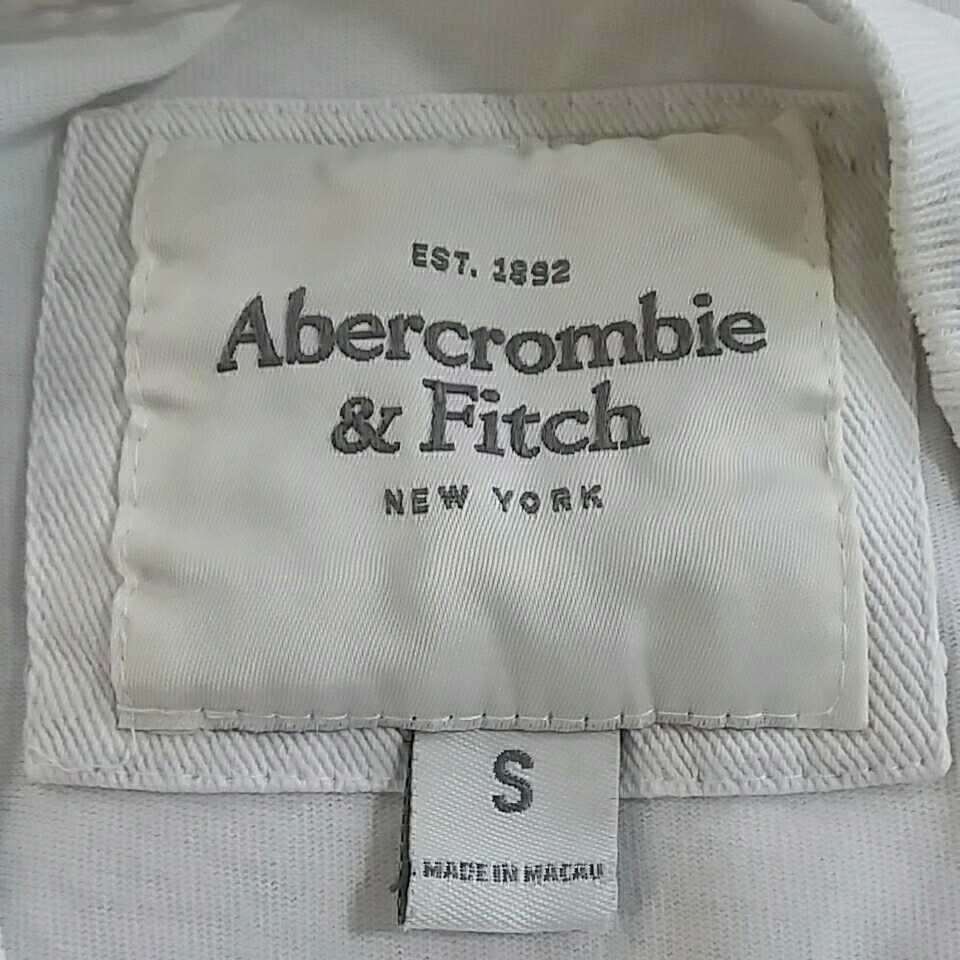 EST. 1892
Abercrombie
& Fitch
NEW YORK
S
MADE IN MACAU